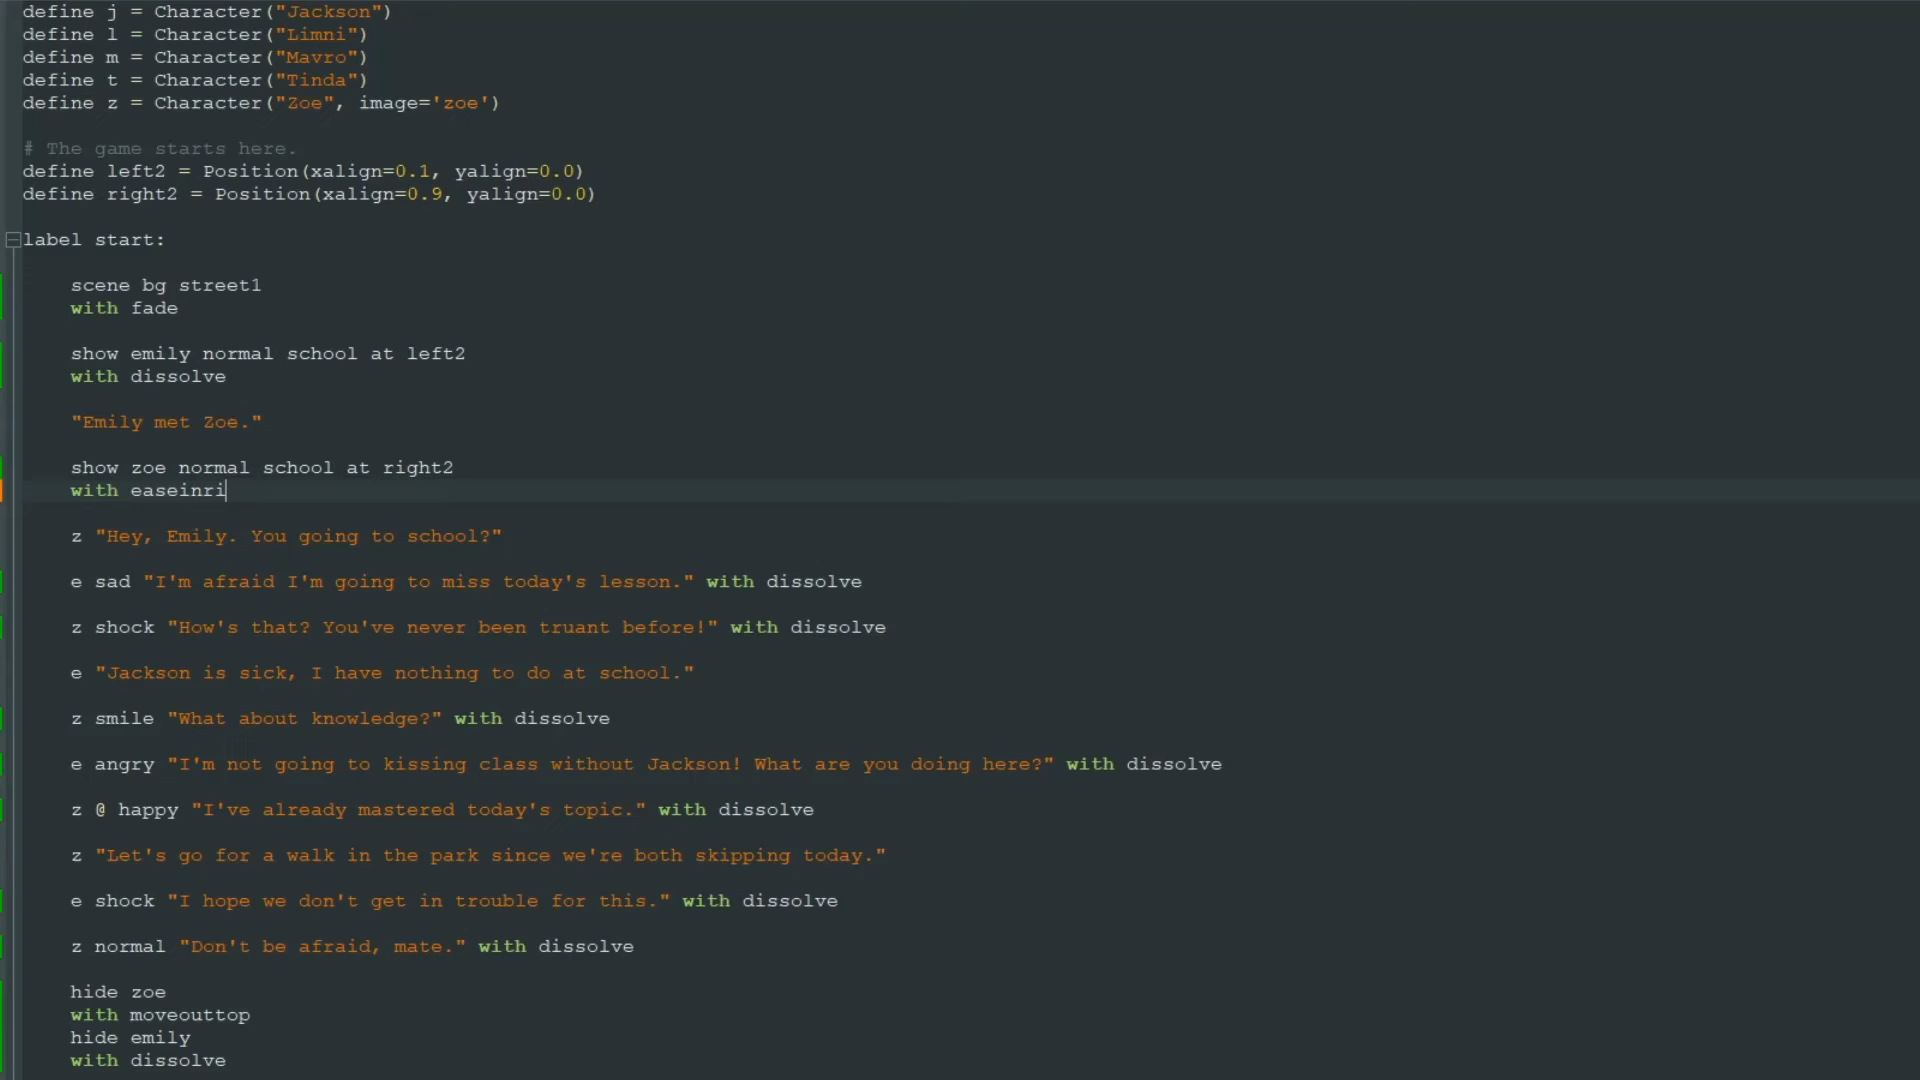 define j = Character("Jackson")
define l = Character("Limni")
define m = Character("Mavro")
define t = Character("Tinda")
define z = Character("Zoe", image='zoe')
# The game starts here.
define left2 = Position(xalign=0.1, yalign=0.0)
define right2 = Position(xalign=0.9, yalign=0.0)
label start:
scene bg street1
with fade
show emily normal school at left2
with dissolve
"Emily met Zoe."
show zoe normal school at right2
with easeinri
z "Hey, Emily. You going to school?"
e sad "I'm afraid I'm going to miss today's lesson." with dissolve
z shock "How's that? You've never been truant before!" with dissolve
e "Jackson is sick, I have nothing to do at school."
z smile "What about knowledge?" with dissolve
e angry "I'm not going to kissing class without Jackson! What are you doing here?" with dissolve
z @ happy "I've already mastered today's topic." with dissolve
z "Let's go for a walk in the park since we're both skipping today."
e shock "I hope we don't get in trouble for this." with dissolve
z normal "Don't be afraid, mate." with dissolve
hide zoe
with moveouttop
hide emily
with dissolve